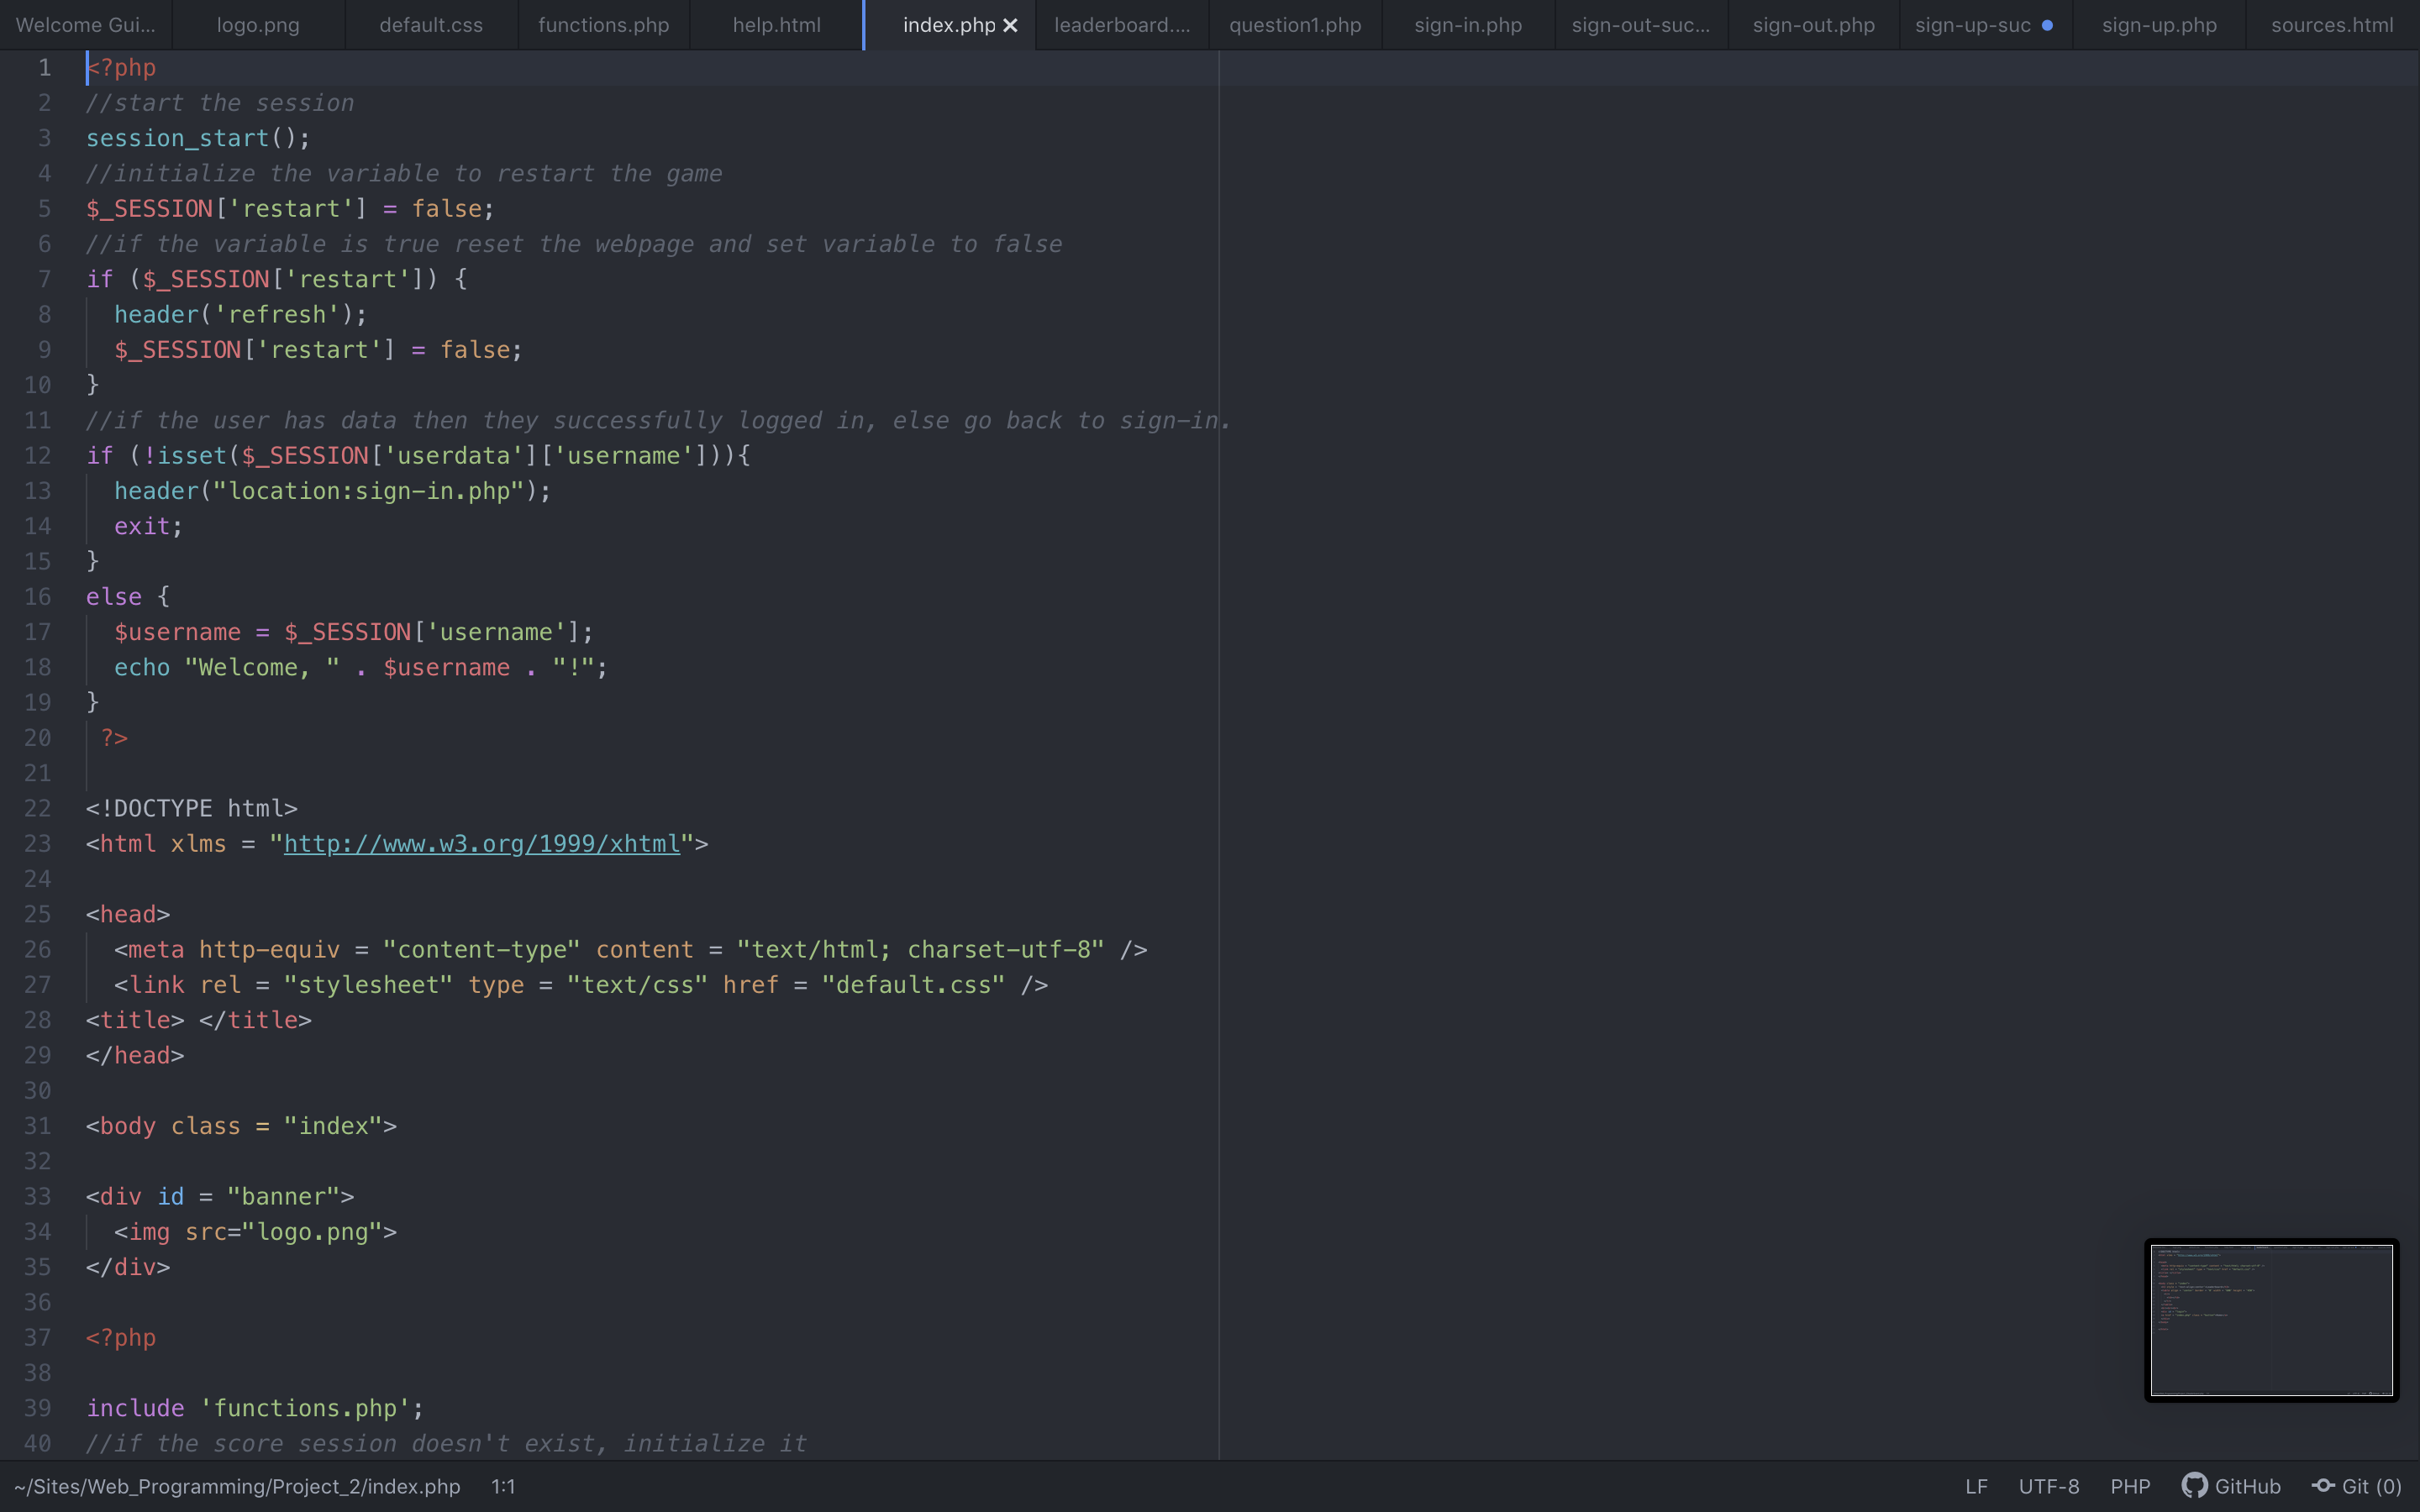 Welcome Gui... logo.png default.css functions.php help.html index.php leaderboard.... question1.php sign-in.php sign-out-suc... sign-out.php sign-up-suc sign-up.php sources.html
1 <?php
2 //start the session
3 session_start();
4 //initialize the variable to restart the game
5 $_SESSION['restart'] = false;
6 //if the variable is true reset the webpage and set variable to false
7 if ($_SESSION['restart']) {
8 header('refresh');
9 $_SESSION['restart'] = false;
10 }
11 //if the user has data then they successfully logged in, else go back to sign-in.
12 if (!isset($_SESSION['userdata']['username'])){
13 header("location:sign-in.php");
14 exit;
15 }
16 else {
17 $username = $_SESSION['username'];
18 echo "Welcome, " . $username . "!";
19 }
20 ?>
21
22 <!DOCTYPE html>
23 <html xlms = "http://www.w3.org/1999/xhtml">
24
25 <head>
26 <meta http-equiv = "content-type" content = "text/html; charset-utf-8" />
27 <link rel = "stylesheet" type = "text/css" href = "default.css" />
28 <title> </title>
29 </head>
30
31 <body class = "index">
32
33 <div id = "banner">
34 <img src="logo.png">
35 </div>
36
37 <?php
38
39 include 'functions.php';
40 //if the score session doesn't exist, initialize it
~/Sites/Web_Programming/Project_2/index.php 1:1 LF UTF-8 PHP GitHub Git (0)